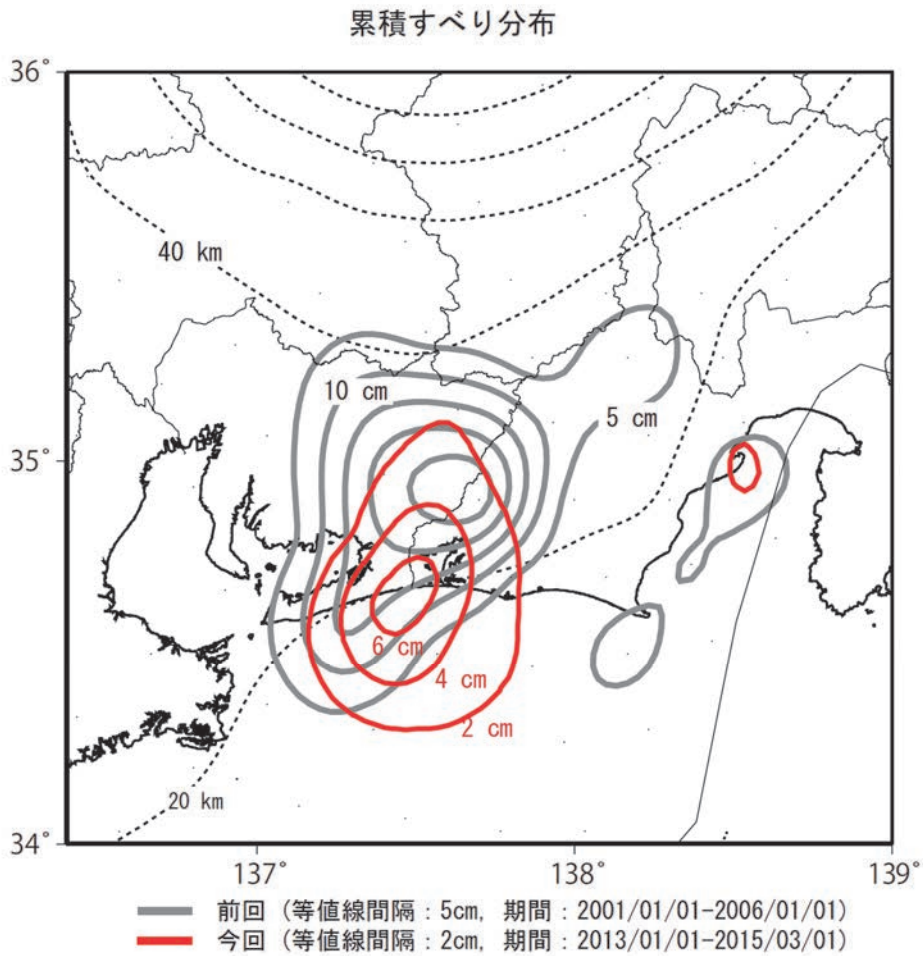 累積すべり分布
36°
40 km
10 cm
5 cm
35°
6 cm
4 cm
2 cm
20 km
34°
137°
138°
139°
前回 (等値線間隔：5cm, 期間：2001/01/01-2006/01/01)
今回 (等値線間隔：2cm, 期間：2013/01/01-2015/03/01)